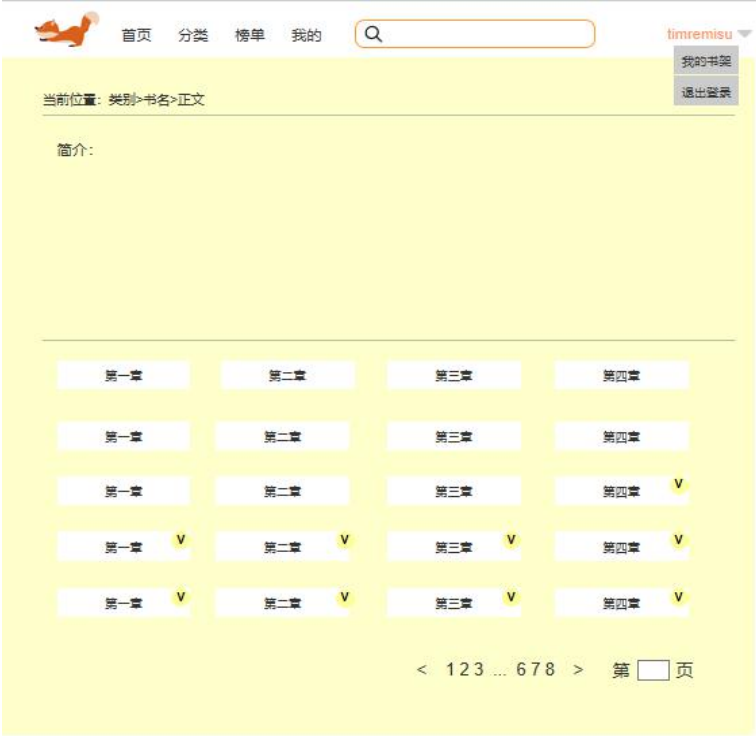 首页 分类 榜单 我的 timremisu
我的书架
退出登录
当前位置：类别>书名>正文
简介：
第一章 第二章 第三章 第四章
第一章 第二章 第三章 第四章
第一章 第二章 第三章 第四章 V
第一章 V 第二章 V 第三章 V 第四章 V
第一章 V 第二章 V 第三章 V 第四章 V
< 1 2 3 ... 6 7 8 > 第 页